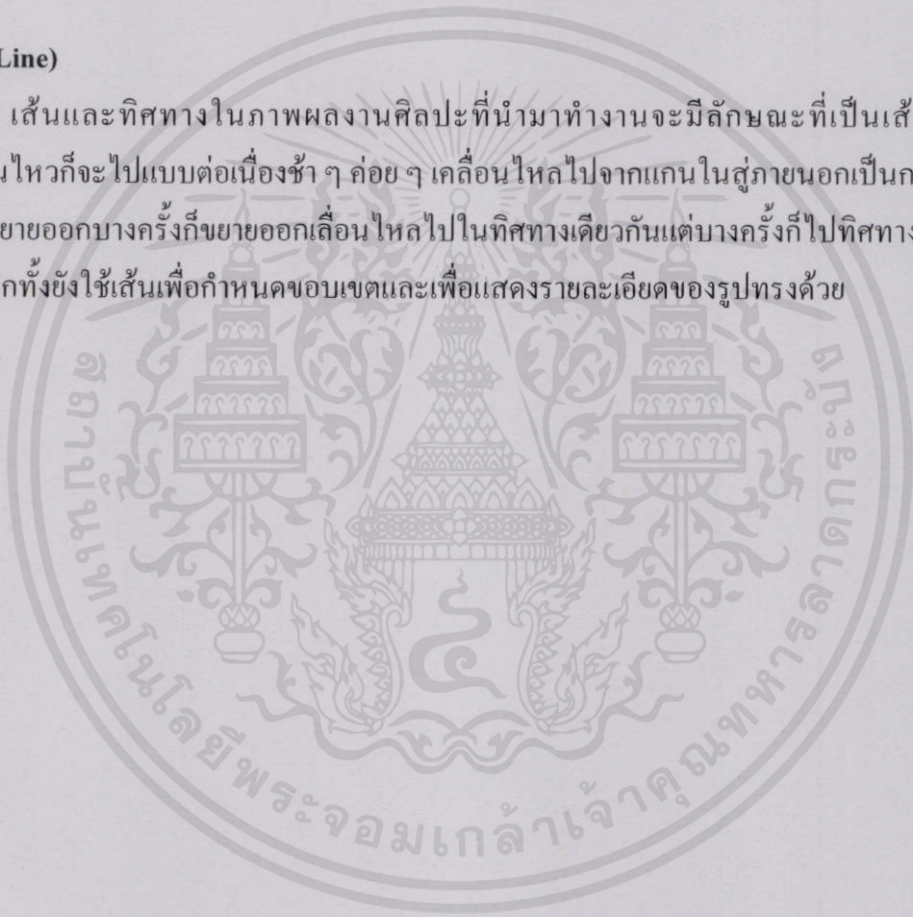 Line)
เส้นและทิศทางในภาพผลงานศิลปะที่นำมาทำงานจะมีลักษณะที่เป็นเส้
นไหวก็จะไปแบบต่อเนื่องช้า ๆ ค่อย ๆ เคลื่อนไหลไปจากแกนในสู่ภายนอกเป็นก
ยายออกบางครั้งก็ขยายออกเลื่อนไหลไปในทิศทางเดียวกันแต่บางครั้งก็ไปทิศทาง
กทั้งยังใช้เส้นเพื่อกำหนดขอบเขตและเพื่อแสดงรายละเอียดของรูปทรงด้วย
สถาบันเทคโนโลยีพระจอมเกล้าเจ้าคุณทหารลาดกระบัง
๔